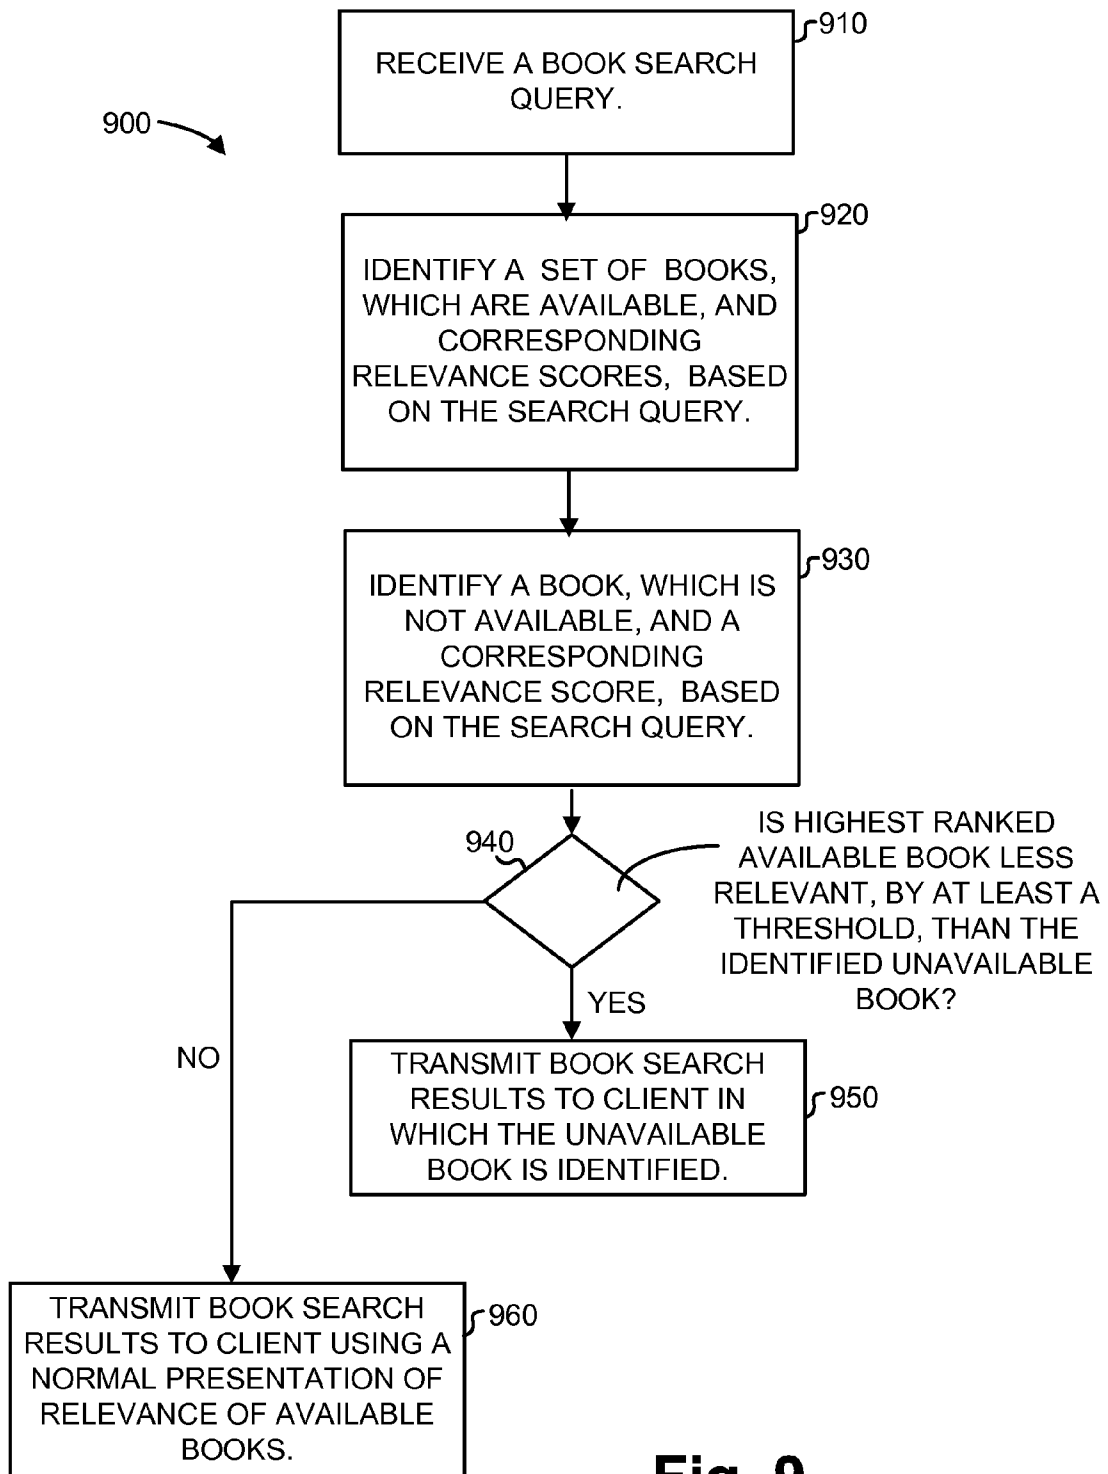 910
RECEIVE A BOOK SEARCH
QUERY.
900
920
IDENTIFY A SET OF BOOKS,
WHICH ARE AVAILABLE, AND
CORRESPONDING
RELEVANCE SCORES, BASED
ON THE SEARCH QUERY.
930
IDENTIFY A BOOK, WHICH IS
NOT AVAILABLE, AND A
CORRESPONDING
RELEVANCE SCORE, BASED
ON THE SEARCH QUERY.
940
IS HIGHEST RANKED
AVAILABLE BOOK LESS
RELEVANT, BY AT LEAST A
THRESHOLD, THAN THE
IDENTIFIED UNAVAILABLE
BOOK?
YES
NO
TRANSMIT BOOK SEARCH
RESULTS TO CLIENT IN
WHICH THE UNAVAILABLE
BOOK IS IDENTIFIED.
950
TRANSMIT BOOK SEARCH
RESULTS TO CLIENT USING A
NORMAL PRESENTATION OF
RELEVANCE OF AVAILABLE
BOOKS.
960
Fig. 9